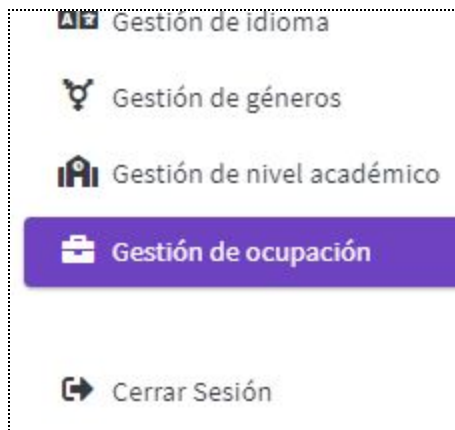 Gestión de idioma
Gestión de géneros
Gestión de nivel académico
Gestión de ocupación
Cerrar Sesión